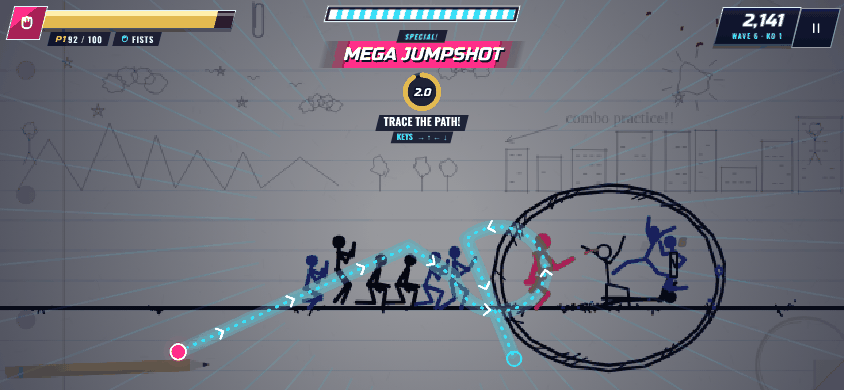 P1 92 / 100 FISTS
SPECIAL!
MEGA JUMPSHOT
2.0
TRACE THE PATH!
KEYS → ↑ ← ↓
2,141
WAVE 6 · KO 1
combo practice!!